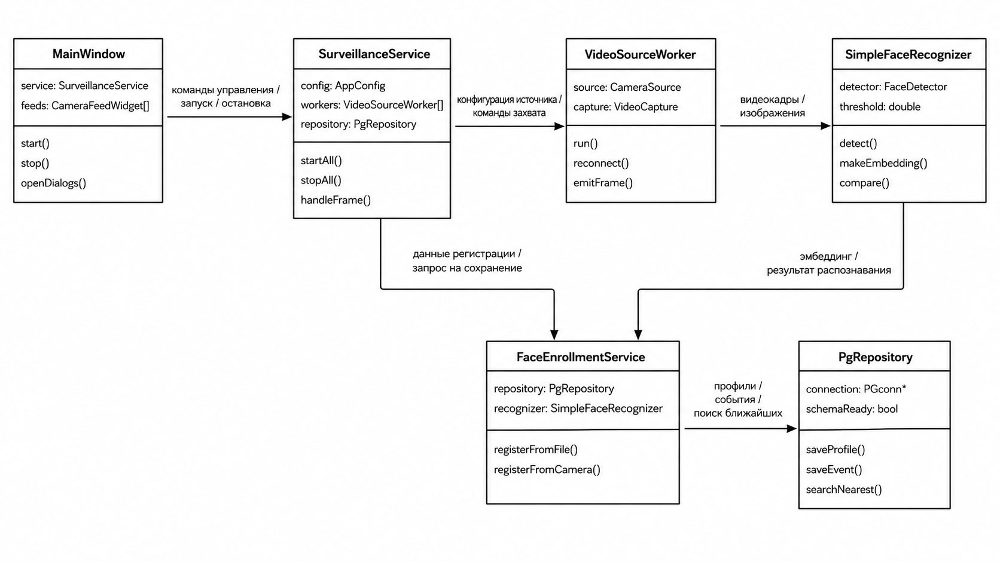 MainWindow
service: SurveillanceService
feeds: CameraFeedWidget[]
start()
stop()
openDialogs()
команды управления /
запуск / остановка
SurveillanceService
config: AppConfig
workers: VideoSourceWorker[]
repository: PgRepository
startAll()
stopAll()
handleFrame()
конфигурация источника /
команды захвата
VideoSourceWorker
source: CameraSource
capture: VideoCapture
run()
reconnect()
emitFrame()
видеокадры /
изображения
SimpleFaceRecognizer
detector: FaceDetector
threshold: double
detect()
makeEmbedding()
compare()
данные регистрации /
запрос на сохранение
эмбеддинг /
результат распознавания
FaceEnrollmentService
repository: PgRepository
recognizer: SimpleFaceRecognizer
registerFromFile()
registerFromCamera()
профили /
события /
поиск ближайших
PgRepository
connection: PGconn*
schemaReady: bool
saveProfile()
saveEvent()
searchNearest()